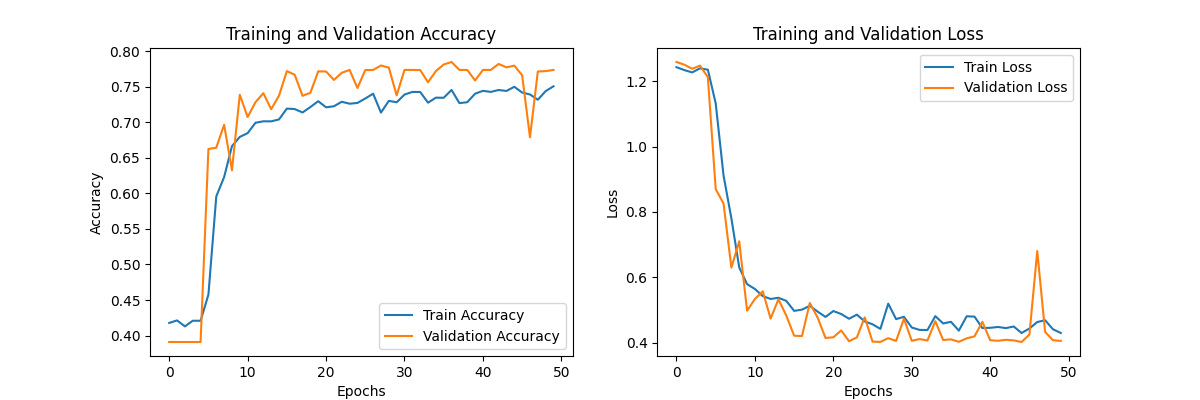 Training and Validation Accuracy
Accuracy
0.80
0.75
0.70
0.65
0.60
0.55
0.50
0.45
0.40
Train Accuracy
Validation Accuracy
0
10
20
30
40
50
Epochs
Training and Validation Loss
Loss
1.2
1.0
0.8
0.6
0.4
Train Loss
Validation Loss
0
10
20
30
40
50
Epochs